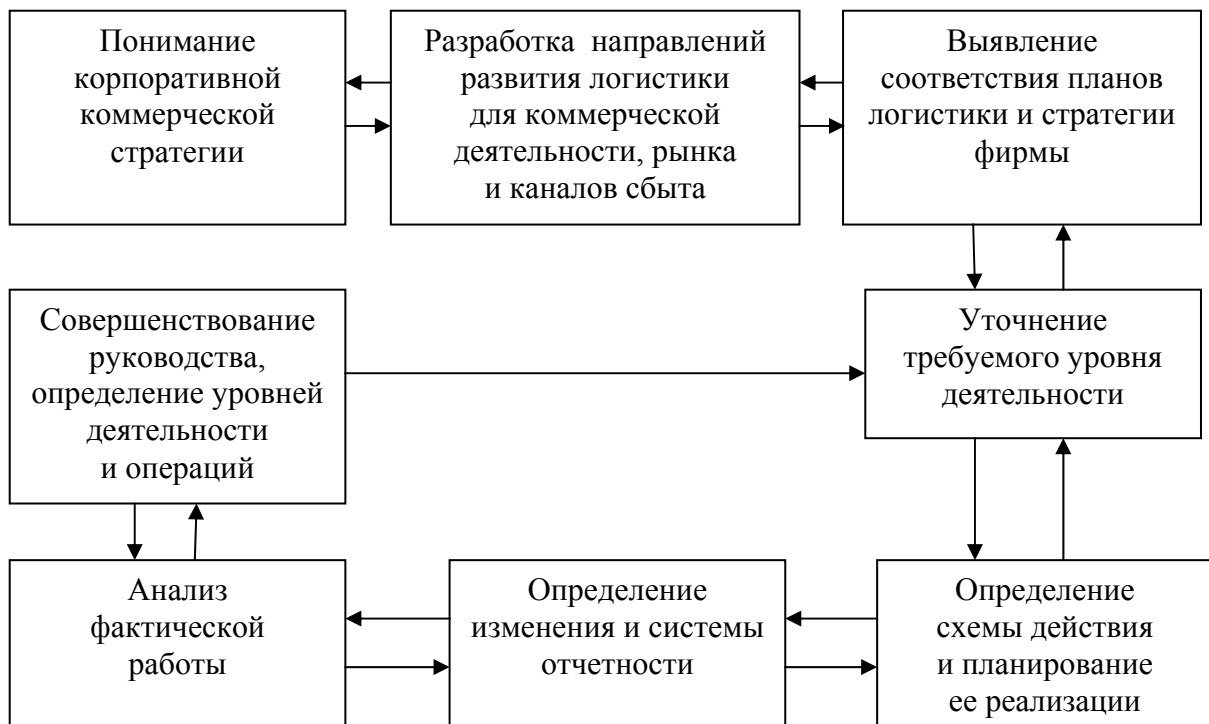 Понимание
корпоративной
коммерческой
стратегии
Разработка направлений
развития логистики
для коммерческой
деятельности, рынка
и каналов сбыта
Выявление
соответствия планов
логистики и стратегии
фирмы
Совершенствование
руководства,
определение уровней
деятельности
и операций
Уточнение
требуемого уровня
деятельности
Анализ
фактической
работы
Определение
изменения и системы
отчетности
Определение
схемы действия
и планирование
ее реализации